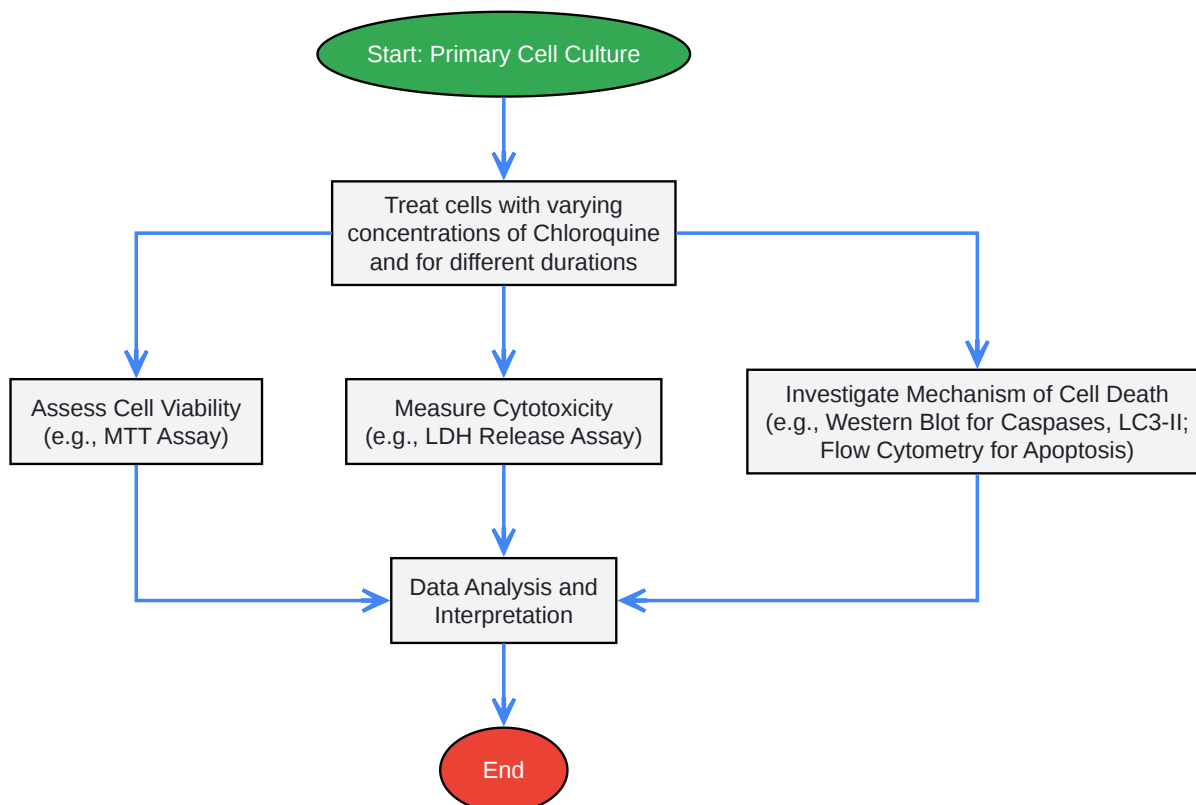 Start: Primary Cell Culture
Treat cells with varying
concentrations of Chloroquine
and for different durations
Assess Cell Viability
(e.g., MTT Assay)
Measure Cytotoxicity
(e.g., LDH Release Assay)
Investigate Mechanism of Cell Death
(e.g., Western Blot for Caspases, LC3-II;
Flow Cytometry for Apoptosis)
Data Analysis and
Interpretation
End